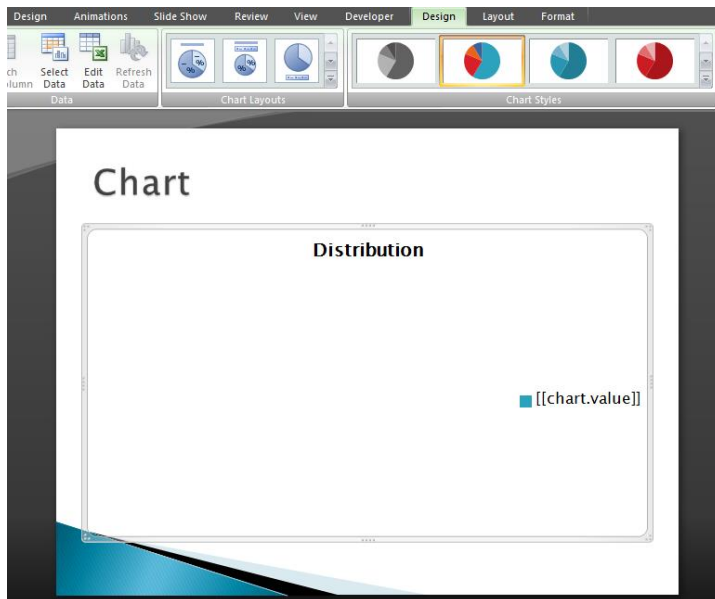 Design Animations Slide Show Review View Developer Design Layout Format
ch Select Edit Refresh
lumn Data Data Data
Data Chart Layouts Chart Styles
Chart
Distribution
[[chart.value]]